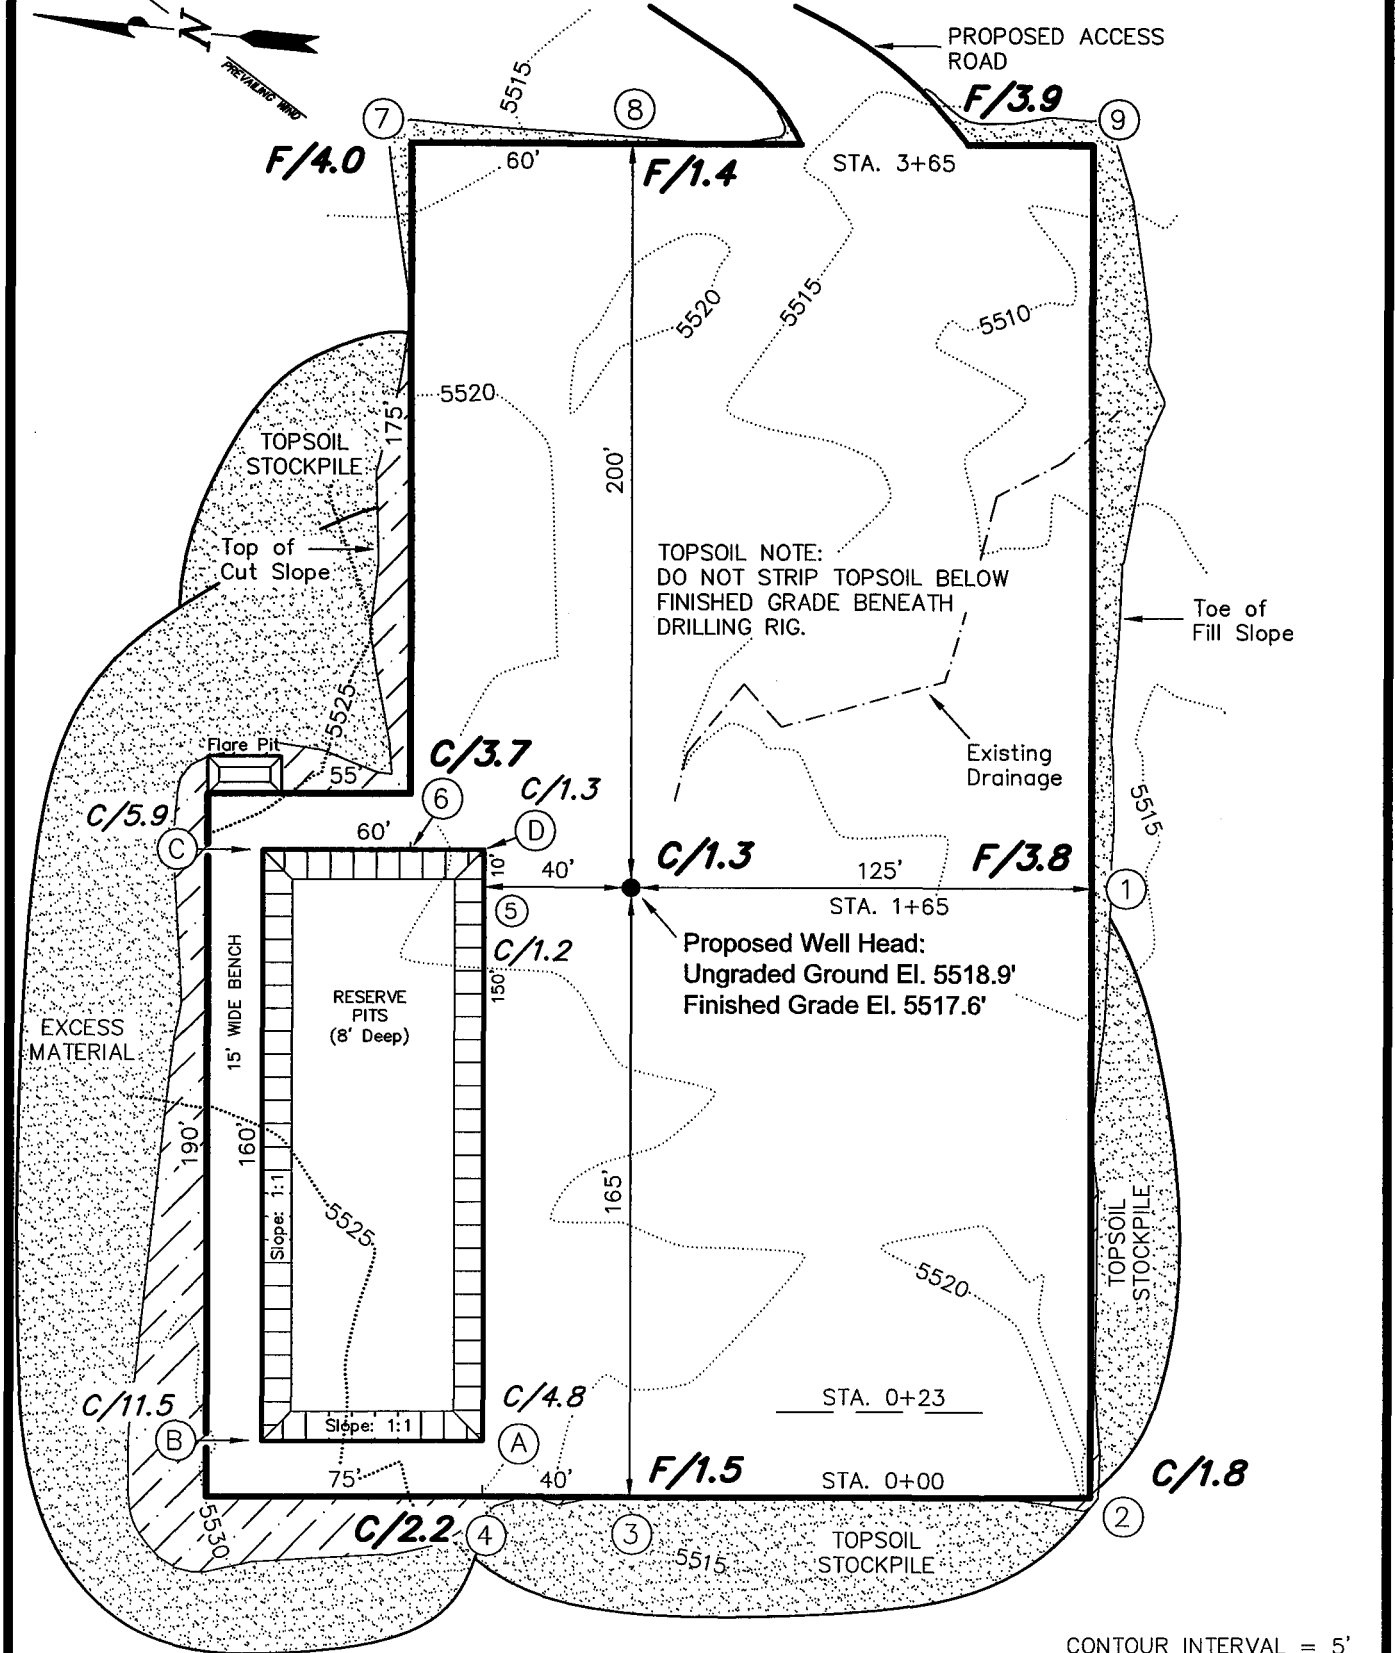 N
PREVAILING WIND
PROPOSED ACCESS
ROAD
5515
7
8
F/3.9
9
F/4.0
60'
F/1.4
STA. 3+65
5520
5515
5510
5520
175'
TOPSOIL
STOCKPILE
200'
Top of
Cut Slope
TOPSOIL NOTE:
DO NOT STRIP TOPSOIL BELOW
FINISHED GRADE BENEATH
DRILLING RIG.
Toe of
Fill Slope
5525
Flare Pit
55'
C/3.7
Existing
Drainage
C/5.9
6
C/1.3
5515
C
60'
D
10'
40'
C/1.3
125'
F/3.8
1
5
STA. 1+65
C/1.2
Proposed Well Head:
Ungraded Ground El. 5518.9'
Finished Grade El. 5517.6'
150'
15' WIDE BENCH
RESERVE
PITS
(8' Deep)
EXCESS
MATERIAL
190'
160'
165'
Slope: 1:1
5525
TOPSOIL
STOCKPILE
5520
C/11.5
C/4.8
STA. 0+23
B
Slope: 1:1
A
75'
40'
F/1.5
STA. 0+00
C/1.8
5530
C/2.2
4
3
2
5515
TOPSOIL
STOCKPILE
CONTOUR INTERVAL = 5'